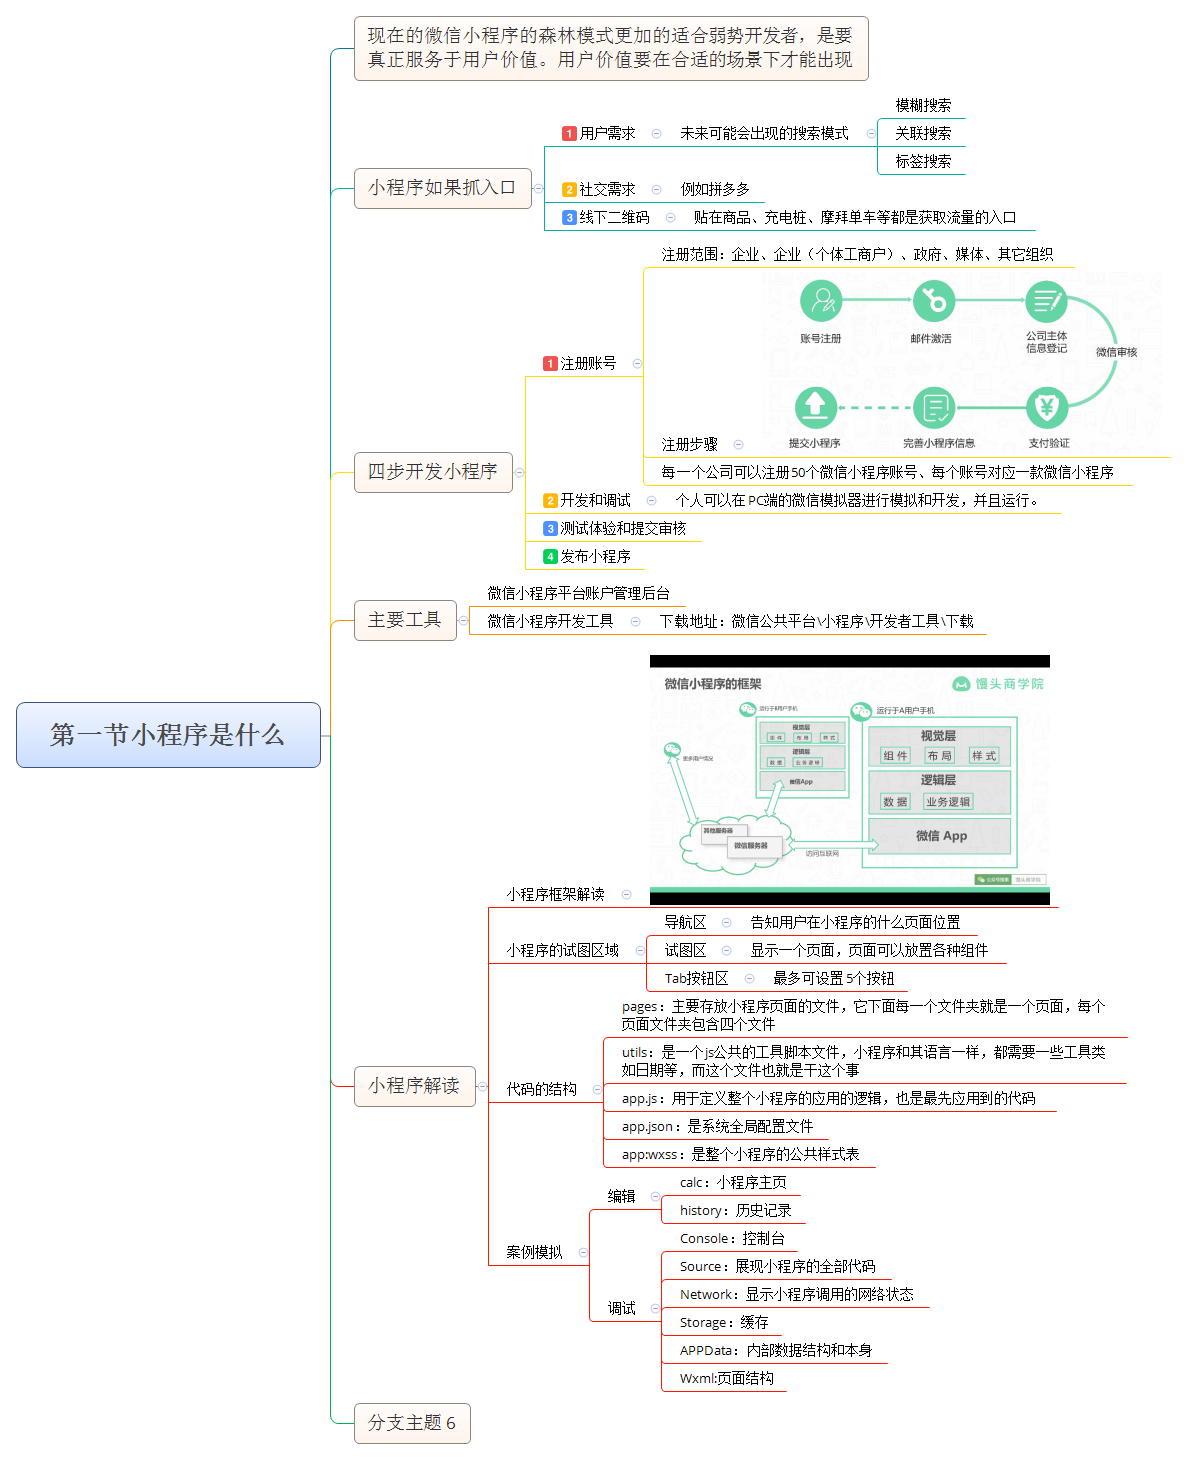 现在的微信小程序的森林模式更加的适合弱势开发者，是要
真正服务于用户价值。用户价值要在合适的场景下才能出现
小程序如果抓入口
1 用户需求
未来可能会出现的搜索模式
模糊搜索
关联搜索
标签搜索
2 社交需求
例如拼多多
3 线下二维码
贴在商品、充电桩、摩拜单车等都是获取流量的入口
四步开发小程序
1 注册账号
注册范围：企业、企业（个体工商户）、政府、媒体、其它组织
账号注册
邮件激活
公司主体
信息登记
微信审核
提交小程序
完善小程序信息
支付验证
注册步骤
每一个公司可以注册50个微信小程序账号、每个账号对应一款微信小程序
2 开发和调试
个人可以在 PC端的微信模拟器进行模拟和开发，并且运行。
3 测试体验和提交审核
4 发布小程序
主要工具
微信小程序平台账户管理后台
微信小程序开发工具
下载地址：微信公共平台\小程序\开发者工具\下载
第一节小程序是什么
微信小程序的框架
馒头商学院
运行于B用户手机
视觉层
组件 布局 样式
逻辑层
数据 业务逻辑
微信App
运行于A用户手机
视觉层
组件 布局 样式
逻辑层
数据 业务逻辑
微信 App
更多用户情况
其他服务器
微信服务器
访问互联网
馒头商学院
小程序框架解读
小程序的试图区域
导航区
告知用户在小程序的什么页面位置
试图区
显示一个页面，页面可以放置各种组件
Tab按钮区
最多可设置 5个按钮
小程序解读
代码的结构
pages：主要存放小程序页面的文件，它下面每一个文件夹就是一个页面，每个
页面文件夹包含四个文件
utils：是一个js公共的工具脚本文件，小程序和其语言一样，都需要一些工具类
如日期等，而这个文件也就是干这个事
app.js：用于定义整个小程序的应用的逻辑，也是最先应用到的代码
app.json：是系统全局配置文件
app:wxss：是整个小程序的公共样式表
案例模拟
编辑
calc：小程序主页
history：历史记录
调试
Console：控制台
Source：展现小程序的全部代码
Network：显示小程序调用的网络状态
Storage：缓存
APPData：内部数据结构和本身
Wxml:页面结构
分支主题 6